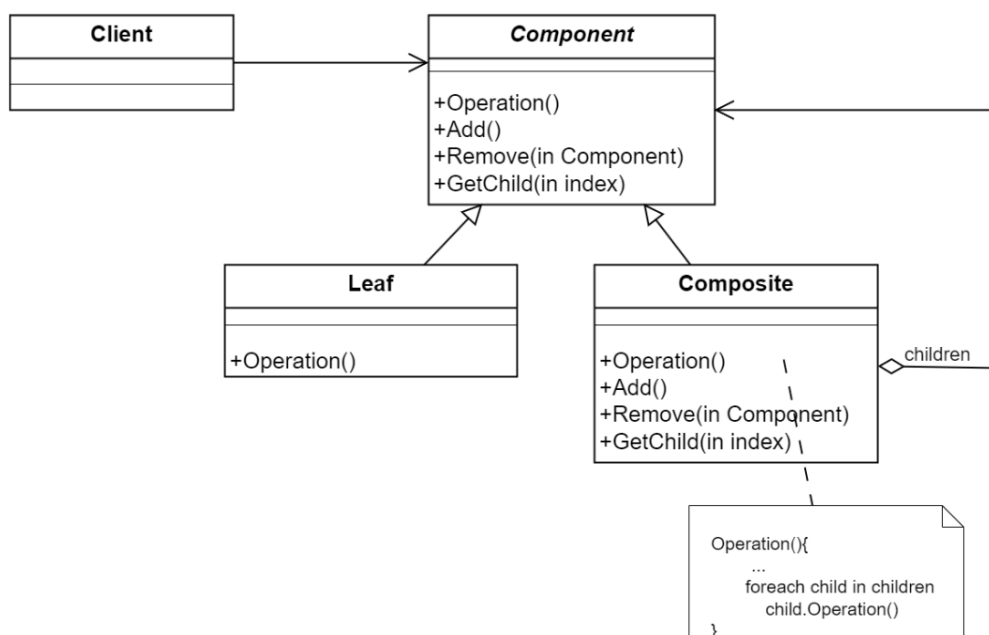 Client
Component
+Operation()
+Add()
+Remove(in Component)
+GetChild(in index)
Leaf
+Operation()
Composite
+Operation()
+Add()
+Remove(in Component)
+GetChild(in index)
children
Operation(){
...
foreach child in children
child.Operation()
}